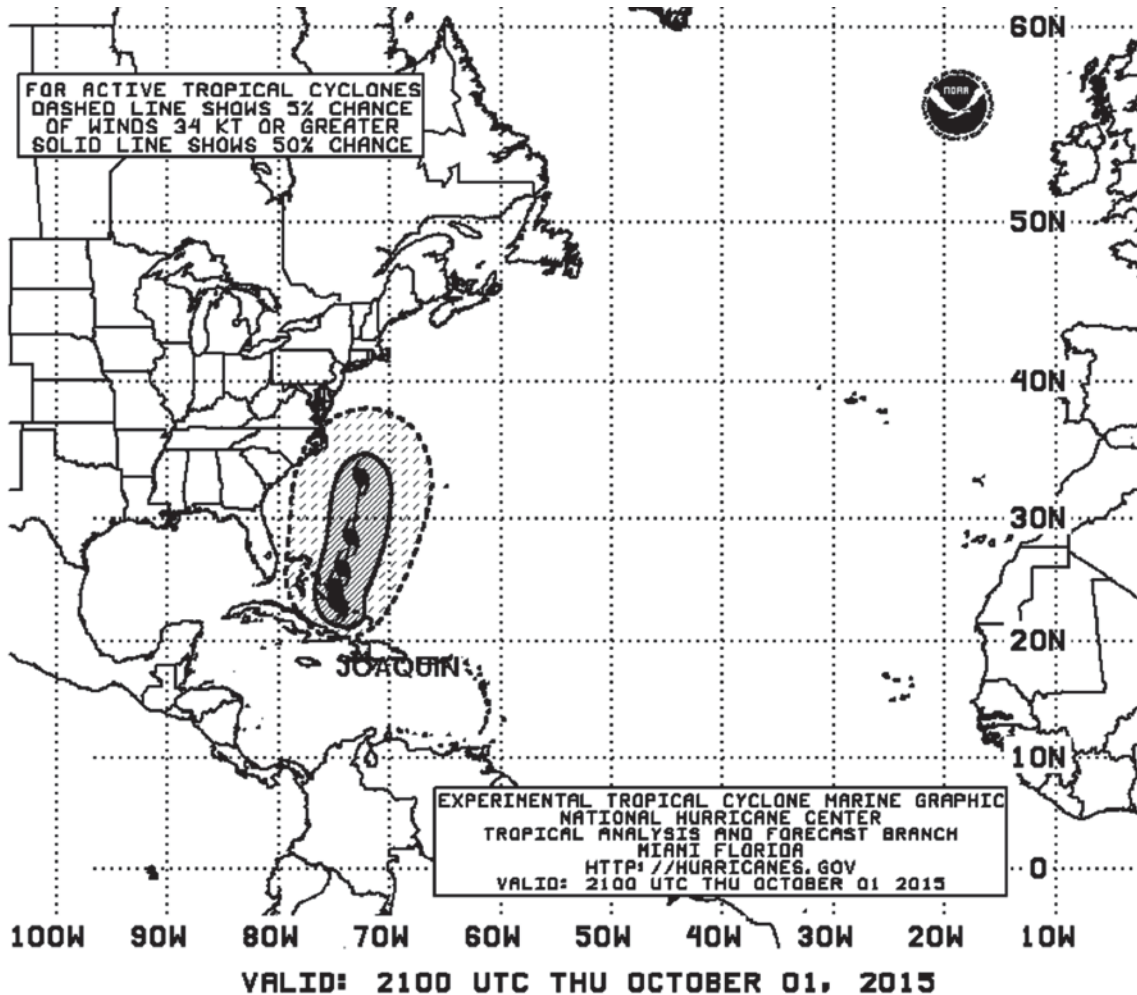 60N
FOR ACTIVE TROPICAL CYCLONES
DASHED LINE SHOWS 5% CHANCE
OF WINDS 34 KT OR GREATER
SOLID LINE SHOWS 50% CHANCE
NOAA
50N
40N
30N
20N
JOAQUIN
10N
EXPERIMENTAL TROPICAL CYCLONE MARINE GRAPHIC
NATIONAL HURRICANE CENTER
TROPICAL ANALYSIS AND FORECAST BRANCH
MIAMI FLORIDA
HTTP://HURRICANES.GOV
VALID: 2100 UTC THU OCTOBER 01 2015
0
100W 90W 80W 70W 60W 50W 40W 30W 20W 10W
VALID: 2100 UTC THU OCTOBER 01, 2015